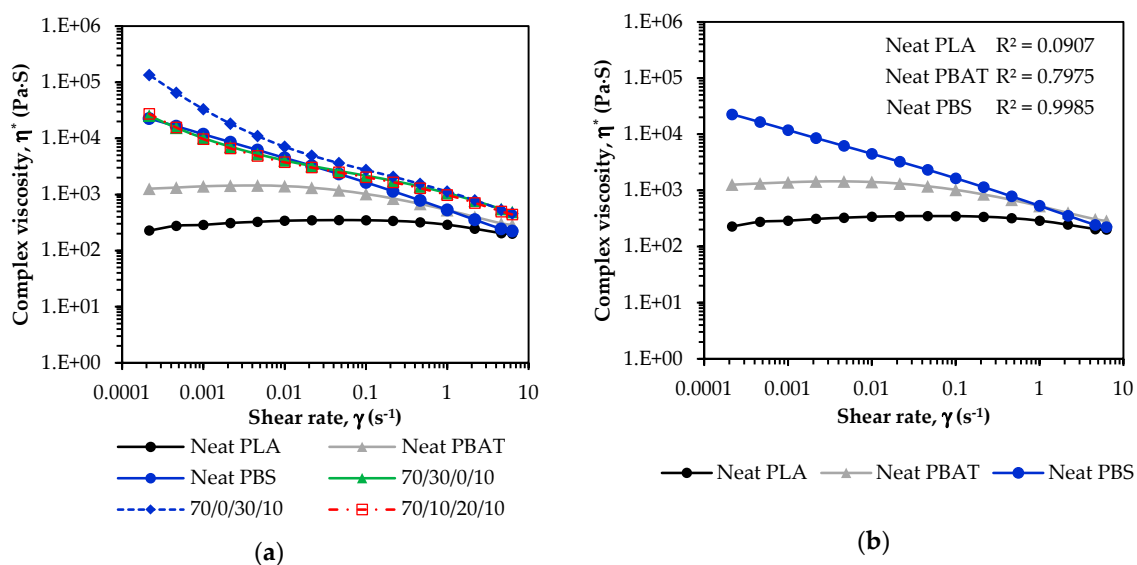 1.E+06
1.E+05
1.E+04
1.E+03
1.E+02
1.E+01
1.E+00
Complex viscosity, η* (Pa·S)
0.0001 0.001 0.01 0.1 1 10
Shear rate, γ (s-1)
Neat PLA Neat PBAT
Neat PBS 70/30/0/10
70/0/30/10 70/10/20/10
(a)
1.E+06
1.E+05
1.E+04
1.E+03
1.E+02
1.E+01
1.E+00
Complex viscosity, η* (Pa·S)
Neat PLA R² = 0.0907
Neat PBAT R² = 0.7975
Neat PBS R² = 0.9985
0.0001 0.001 0.01 0.1 1 10
Shear rate, γ (s-1)
Neat PLA Neat PBAT Neat PBS
(b)